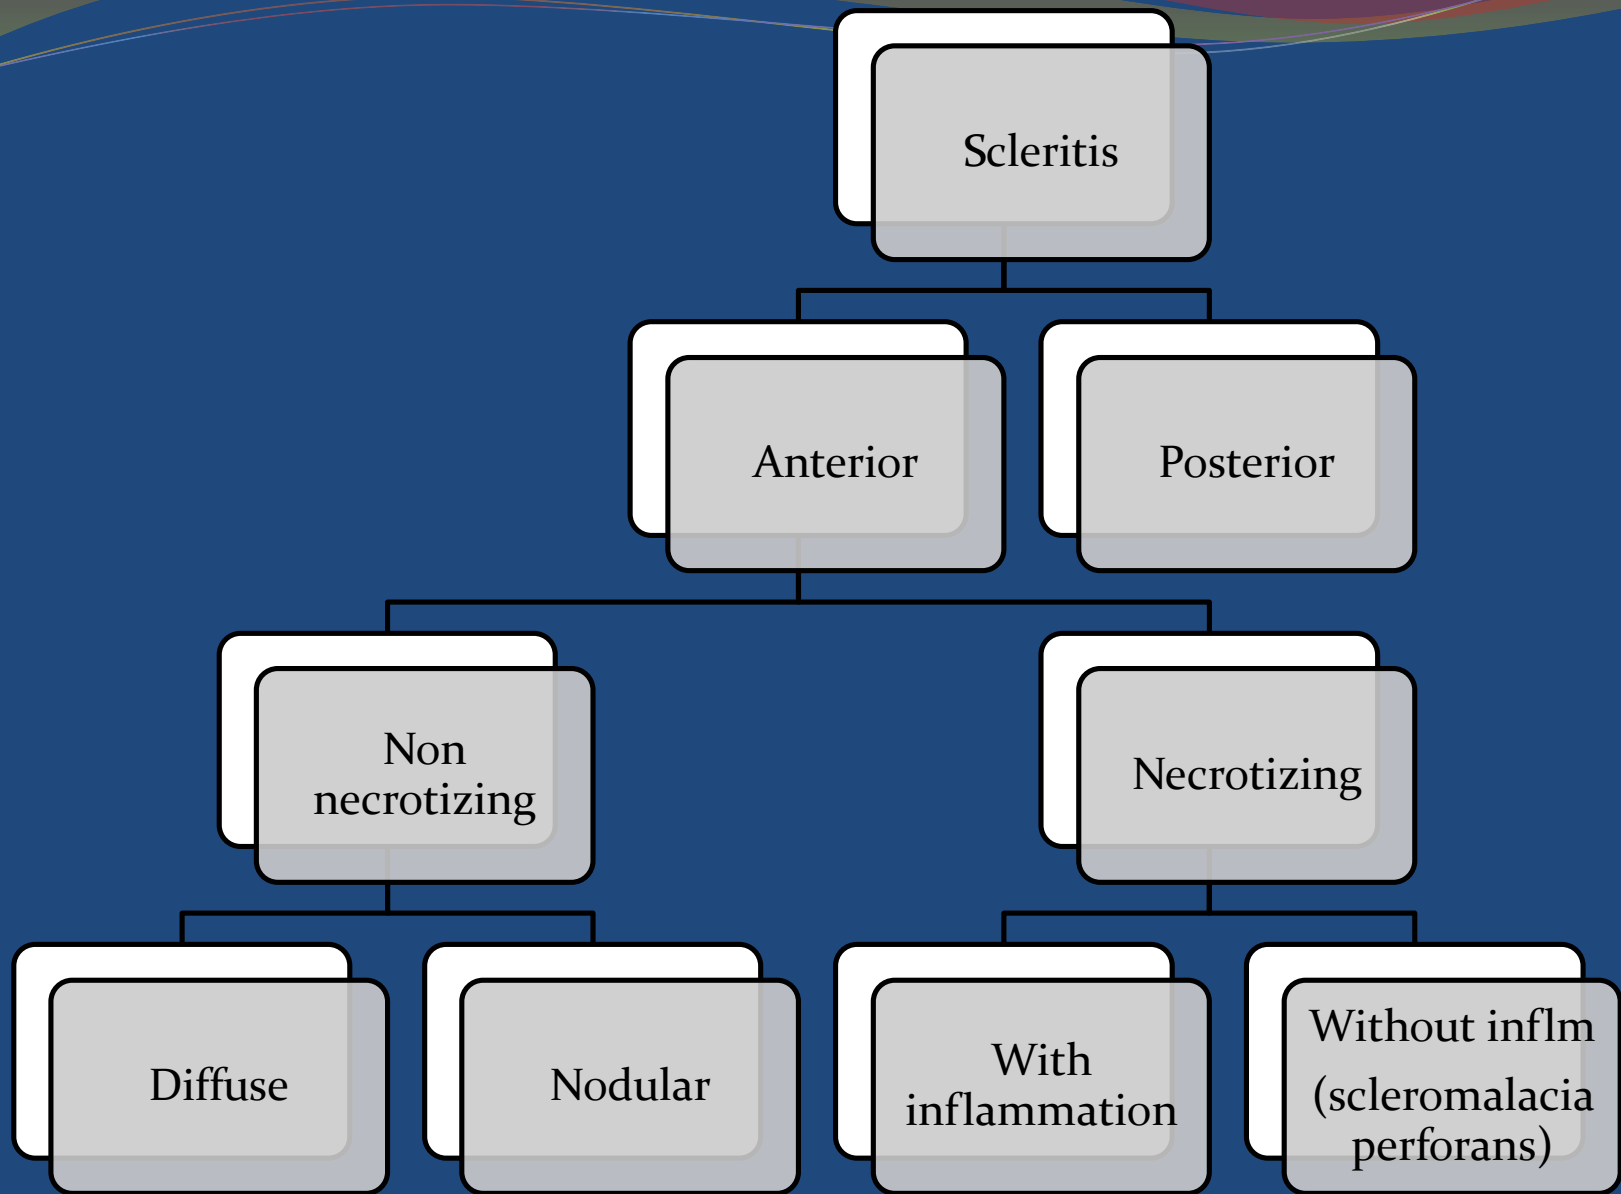 Scleritis
Anterior
Posterior
Non
necrotizing
Necrotizing
Diffuse
Nodular
With
inflammation
Without inflm
(scleromalacia
perforans)